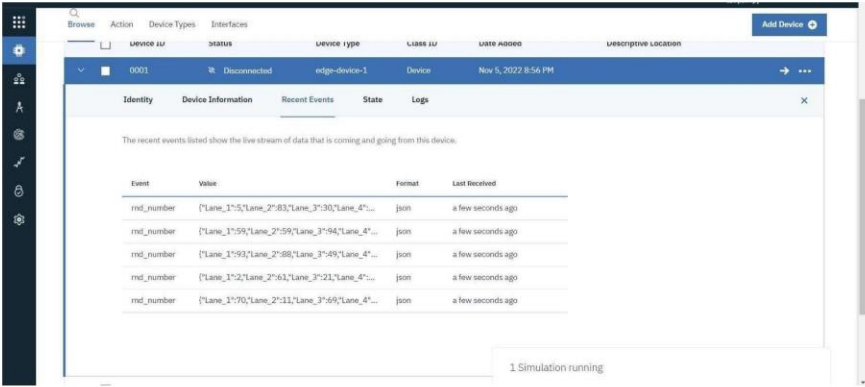 Browse Action Device Types Interfaces
Add Device
Device ID Status Device Type Class ID Date Added Descriptive Location
0001 Disconnected edge-device-1 Device Nov 5, 2022 8:56 PM
Identity Device Information Recent Events State Logs
The recent events listed show the live stream of data that is coming and going from this device.
Event Value Format Last Received
rnd_number {"Lane_1":5,"Lane_2":83,"Lane_3":30,"Lane_4":... json a few seconds ago
rnd_number {"Lane_1":59,"Lane_2":59,"Lane_3":94,"Lane_4"... json a few seconds ago
rnd_number {"Lane_1":93,"Lane_2":88,"Lane_3":49,"Lane_4"... json a few seconds ago
rnd_number {"Lane_1":2,"Lane_2":61,"Lane_3":21,"Lane_4":... json a few seconds ago
rnd_number {"Lane_1":70,"Lane_2":11,"Lane_3":69,"Lane_4"... json a few seconds ago
1 Simulation running